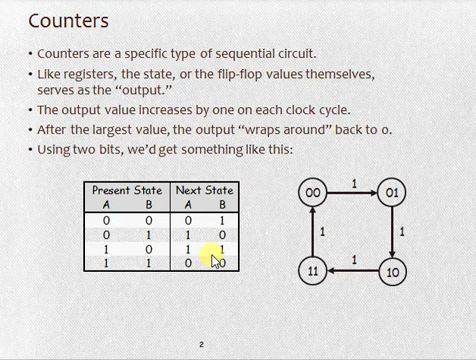 Counters
• Counters are a specific type of sequential circuit.
• Like registers, the state, or the flip-flop values themselves,
serves as the “output.”
• The output value increases by one on each clock cycle.
• After the largest value, the output “wraps around” back to 0.
• Using two bits, we’d get something like this:
Present State Next State
A B A B
0 0 0 1
0 1 1 0
1 0 1 1
1 1 0 0
00 1 01
1 1
11 1 10
2